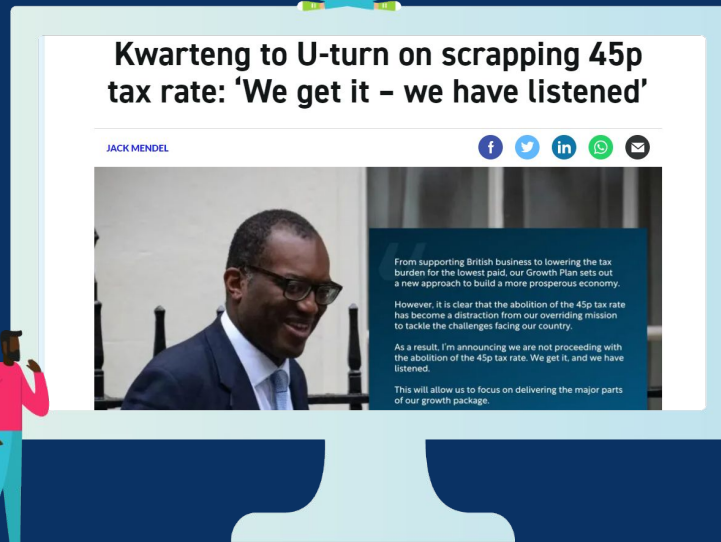 Kwarteng to U-turn on scrapping 45p
tax rate: ‘We get it – we have listened’
JACK MENDEL
From supporting British business to lowering the tax
burden for the lowest paid, our Growth Plan sets out
a new approach to build a more prosperous economy.
However, it is clear that the abolition of the 45p tax rate
has become a distraction from our overriding mission
to tackle the challenges facing our country.
As a result, I'm announcing we are not proceeding with
the abolition of the 45p tax rate. We get it, and we have
listened.
This will allow us to focus on delivering the major parts
of our growth package.